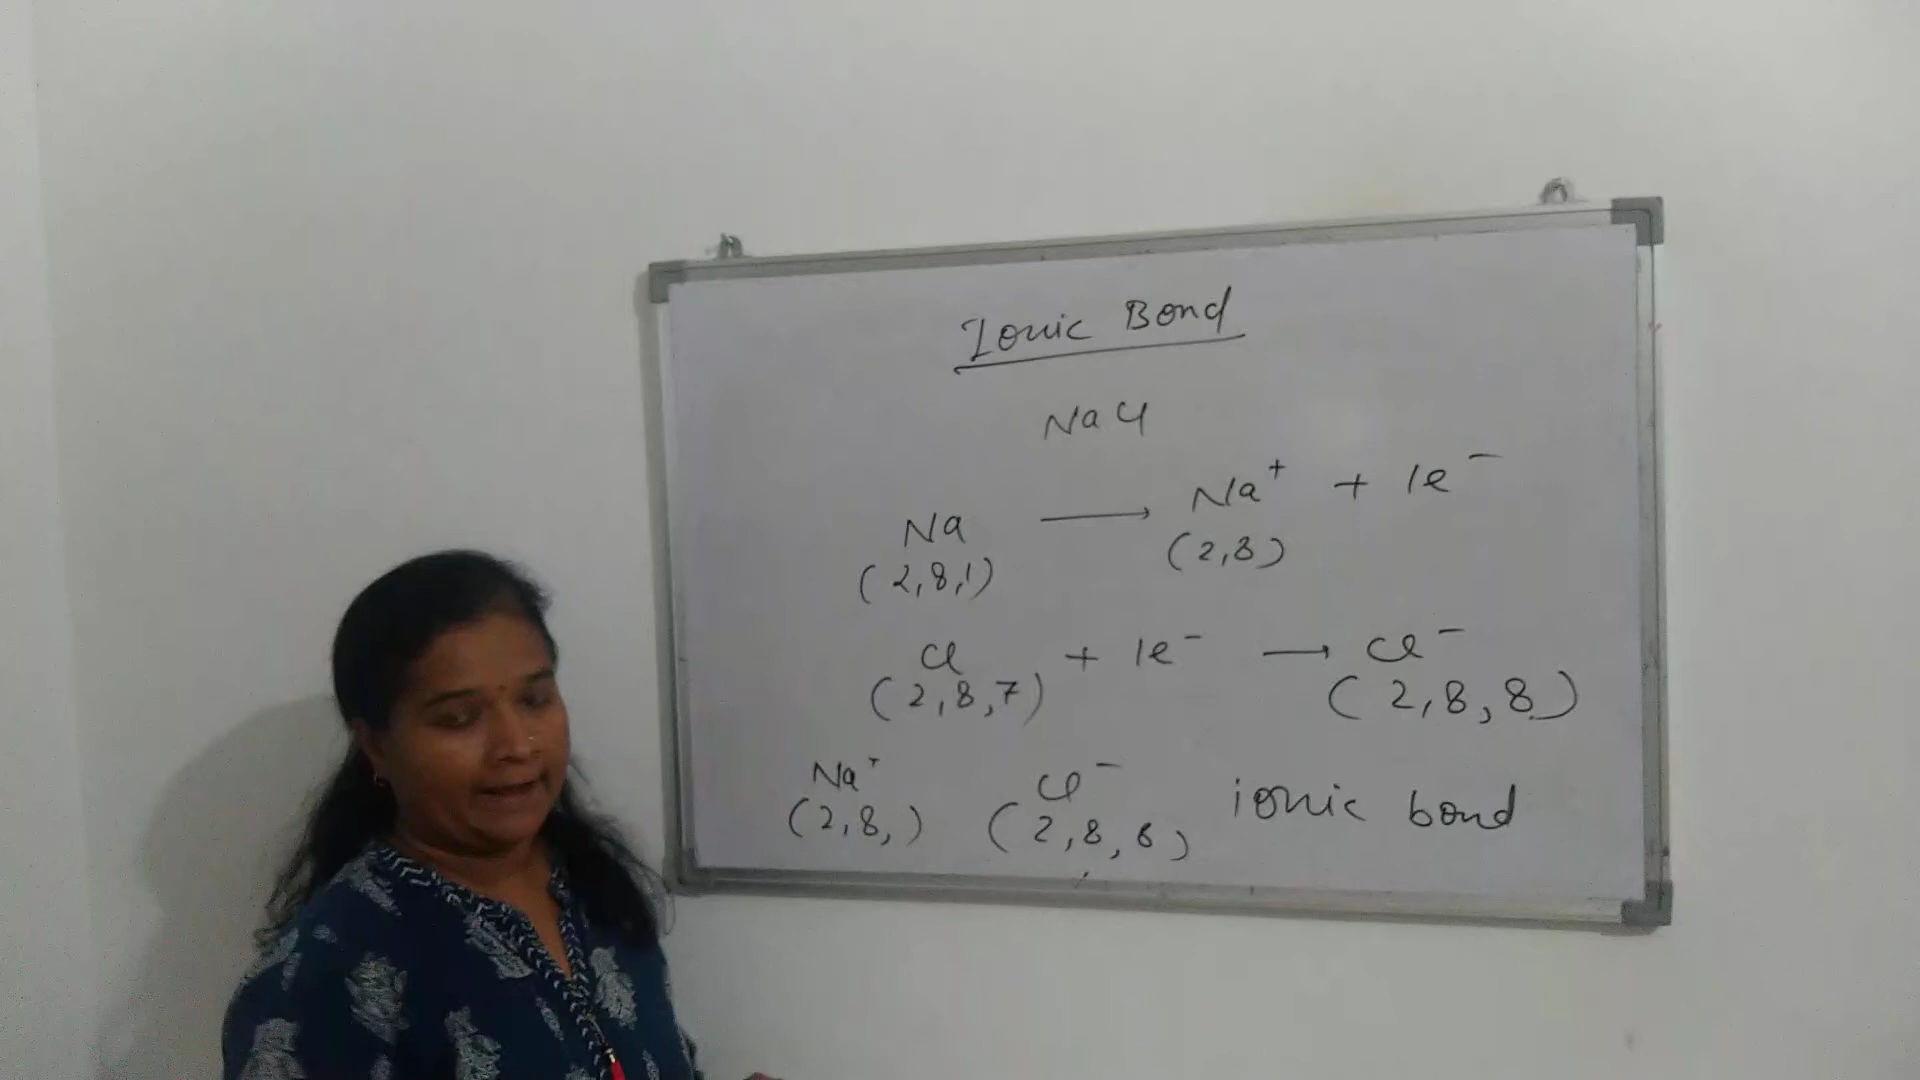 Ionic Bond
NaCl
Na ⟶ Na⁺ + 1e⁻
(2,8,1) (2,8)
Cl + 1e⁻ ⟶ Cl⁻
(2,8,7) (2,8,8)
Na⁺ Cl⁻ ionic bond
(2,8,) (2,8,8)